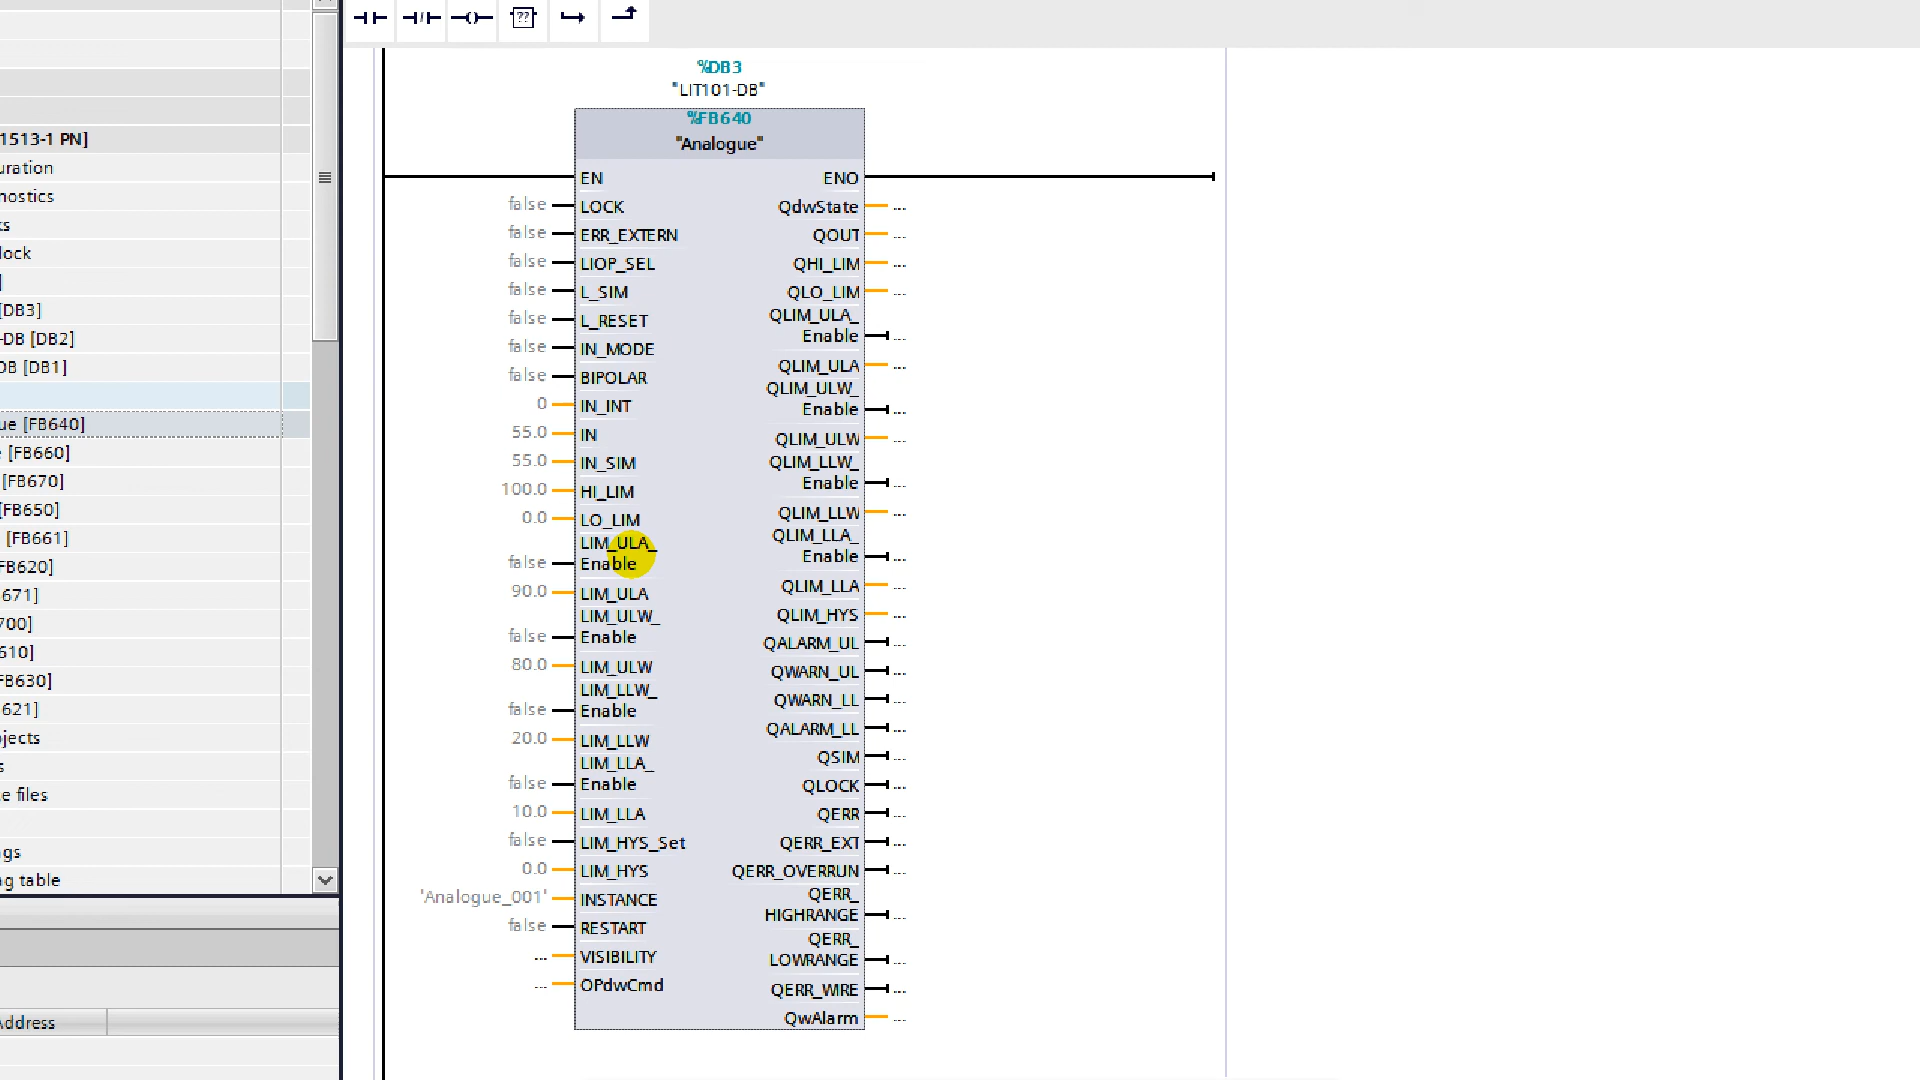 ??
1513-1 PN]
uration
nostics
ts
lock
]
[DB3]
-DB [DB2]
DB [DB1]
ue [FB640]
e [FB660]
[FB670]
[FB650]
[FB661]
FB620]
671]
700]
610]
FB630]
621]
ojects
s
e files
gs
ag table
Address
%DB3
"LIT101-DB"
%FB640
"Analogue"
EN
false LOCK
false ERR_EXTERN
false LIOP_SEL
false L_SIM
false L_RESET
false IN_MODE
false BIPOLAR
0 IN_INT
55.0 IN
55.0 IN_SIM
100.0 HI_LIM
0.0 LO_LIM
LIM_ULA_
false Enable
90.0 LIM_ULA
LIM_ULW_
false Enable
80.0 LIM_ULW
LIM_LLW_
false Enable
20.0 LIM_LLW
LIM_LLA_
false Enable
10.0 LIM_LLA
false LIM_HYS_Set
0.0 LIM_HYS
'Analogue_001' INSTANCE
false RESTART
... VISIBILITY
... OPdwCmd
ENO
QdwState ...
QOUT ...
QHI_LIM ...
QLO_LIM ...
QLIM_ULA_
Enable ...
QLIM_ULA ...
QLIM_ULW_
Enable ...
QLIM_ULW ...
QLIM_LLW_
Enable ...
QLIM_LLW ...
QLIM_LLA_
Enable ...
QLIM_LLA ...
QLIM_HYS ...
QALARM_UL ...
QWARN_UL ...
QWARN_LL ...
QALARM_LL ...
QSIM ...
QLOCK ...
QERR ...
QERR_EXT ...
QERR_OVERRUN ...
QERR_
HIGHRANGE ...
QERR_
LOWRANGE ...
QERR_WIRE ...
QwAlarm ...